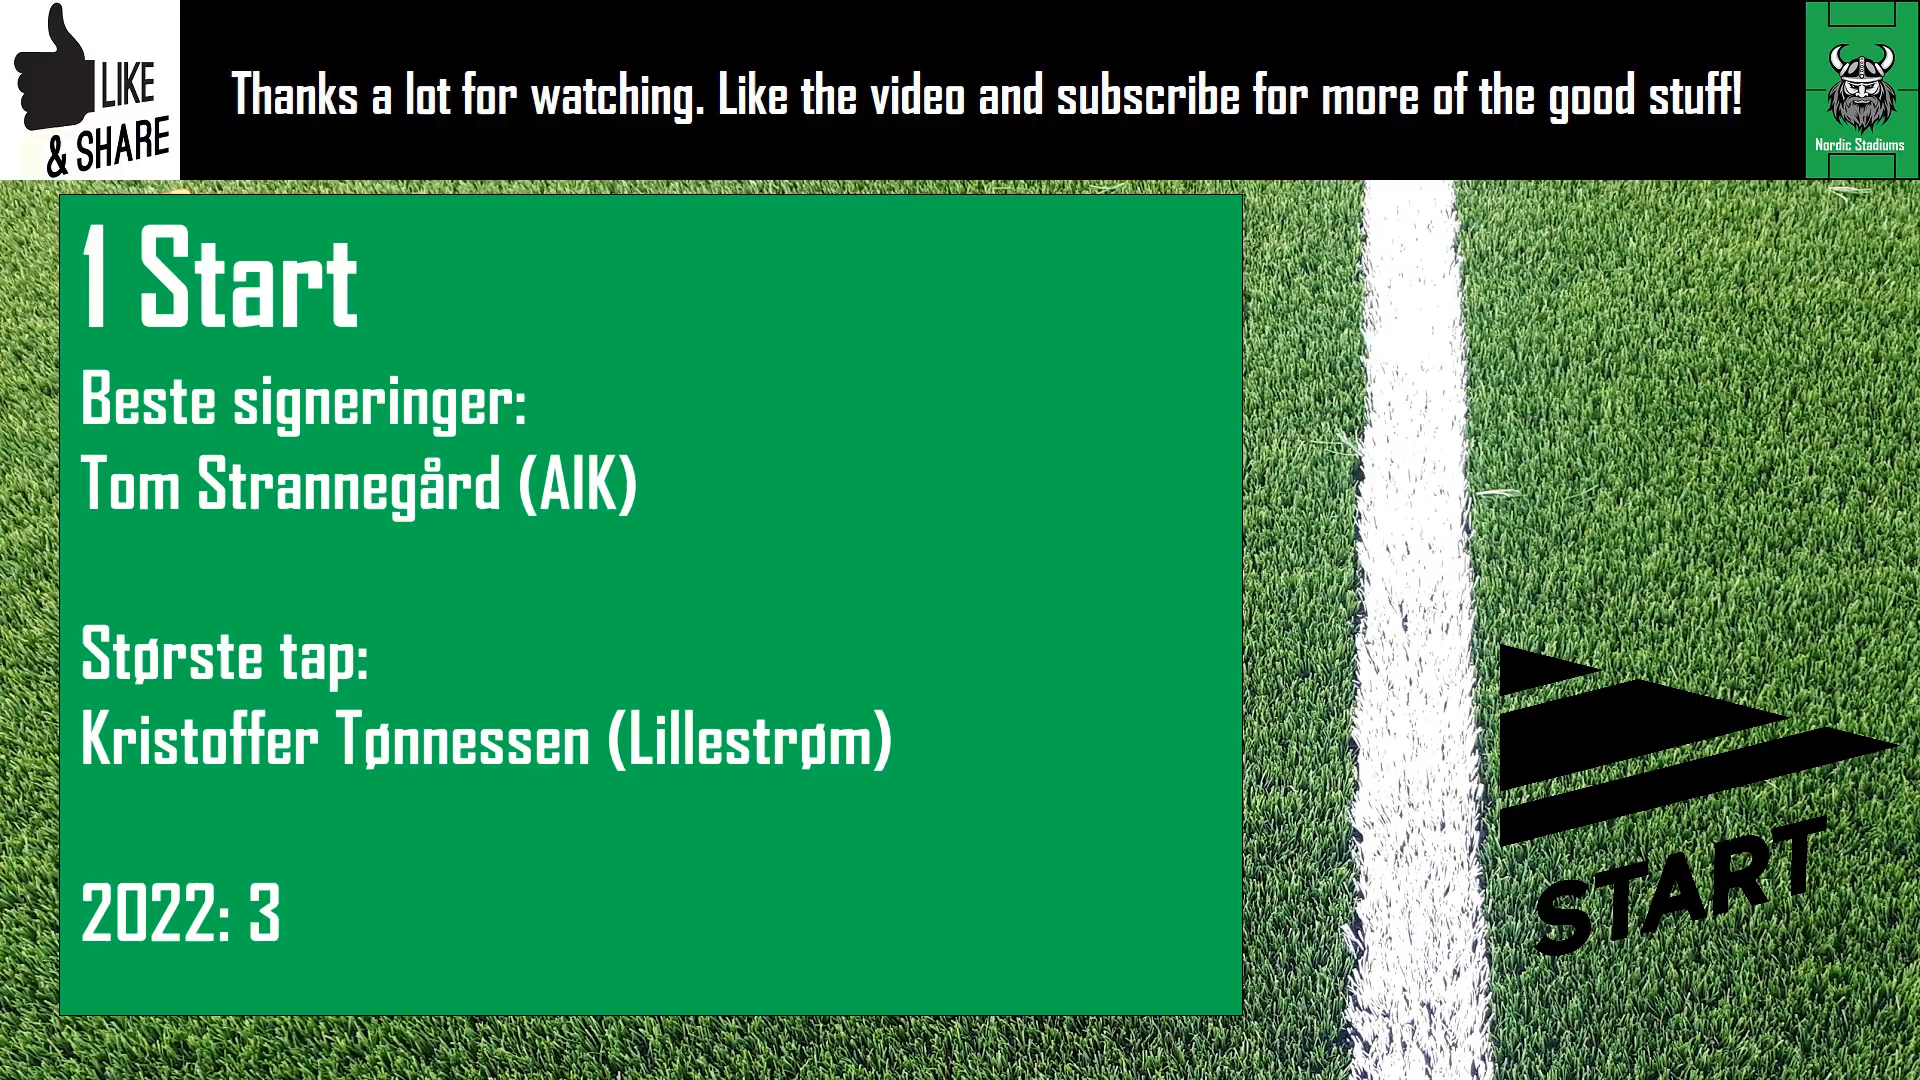 LIKE
& SHARE
Thanks a lot for watching. Like the video and subscribe for more of the good stuff!
Nordic Stadiums
1 Start
Beste signeringer:
Tom Strannegård (AIK)
Største tap:
Kristoffer Tønnessen (Lillestrøm)
2022: 3
START